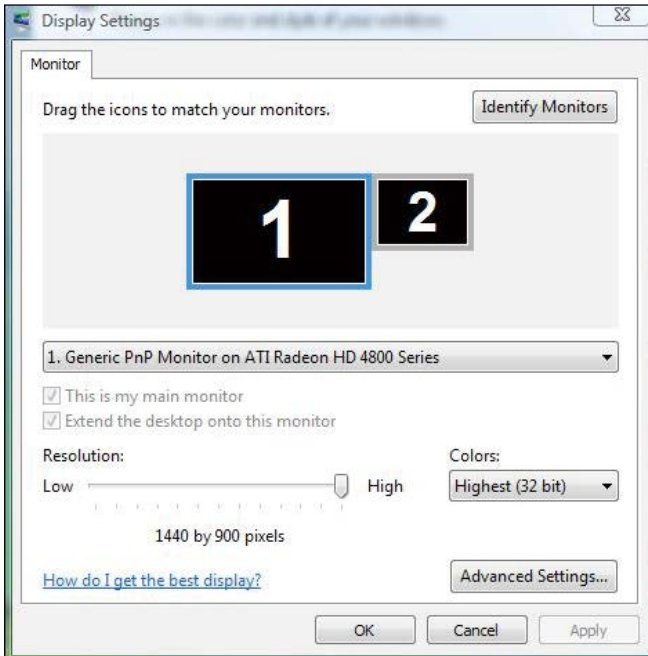 Display Settings
Monitor
Drag the icons to match your monitors.
Identify Monitors
1
2
1. Generic PnP Monitor on ATI Radeon HD 4800 Series
This is my main monitor
Extend the desktop onto this monitor
Resolution:
Colors:
Low
High
Highest (32 bit)
1440 by 900 pixels
How do I get the best display?
Advanced Settings...
OK
Cancel
Apply